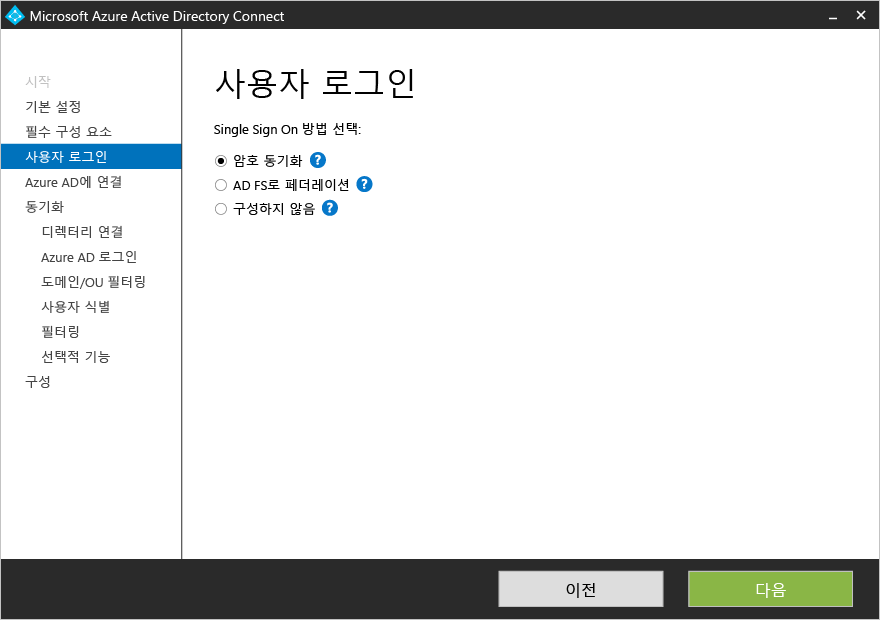 Microsoft Azure Active Directory Connect
시작
기본 설정
필수 구성 요소
사용자 로그인
Azure AD에 연결
동기화
디렉터리 연결
Azure AD 로그인
도메인/OU 필터링
사용자 식별
필터링
선택적 기능
구성
사용자 로그인
Single Sign On 방법 선택:
암호 동기화 ?
AD FS로 페더레이션 ?
구성하지 않음 ?
이전
다음